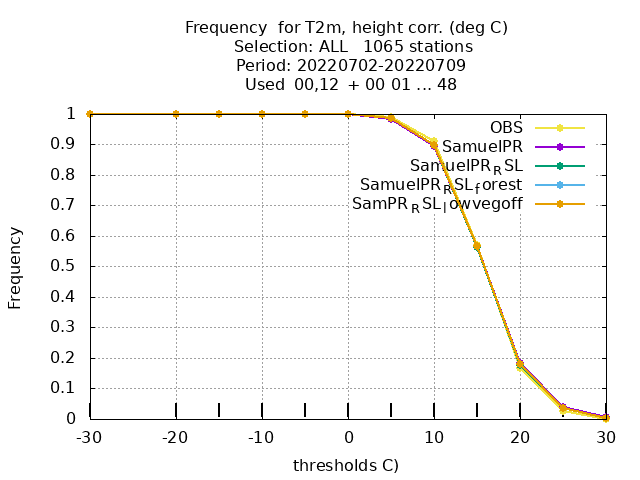 Frequency  for T2m, height corr. (deg C)
Selection: ALL   1065 stations
Period: 20220702-20220709
Used  00,12  + 00 01 ... 48
1
0.9
0.8
0.7
0.6
0.5
0.4
0.3
0.2
0.1
0
Frequency
OBS
SamuelPR
SamuelPR_RSL
SamuelPR_RSL_forest
SamPR_RSL_lowvegoff
-30
-20
-10
0
10
20
30
thresholds C)